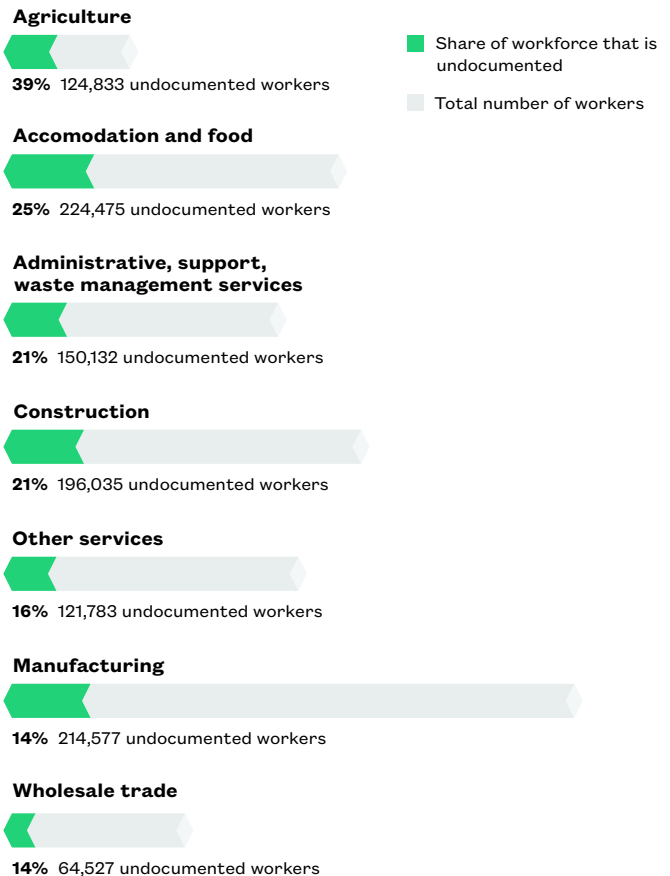 Agriculture
39% 124,833 undocumented workers
Share of workforce that is
undocumented
Total number of workers
Accomodation and food
25% 224,475 undocumented workers
Administrative, support,
waste management services
21% 150,132 undocumented workers
Construction
21% 196,035 undocumented workers
Other services
16% 121,783 undocumented workers
Manufacturing
14% 214,577 undocumented workers
Wholesale trade
14% 64,527 undocumented workers